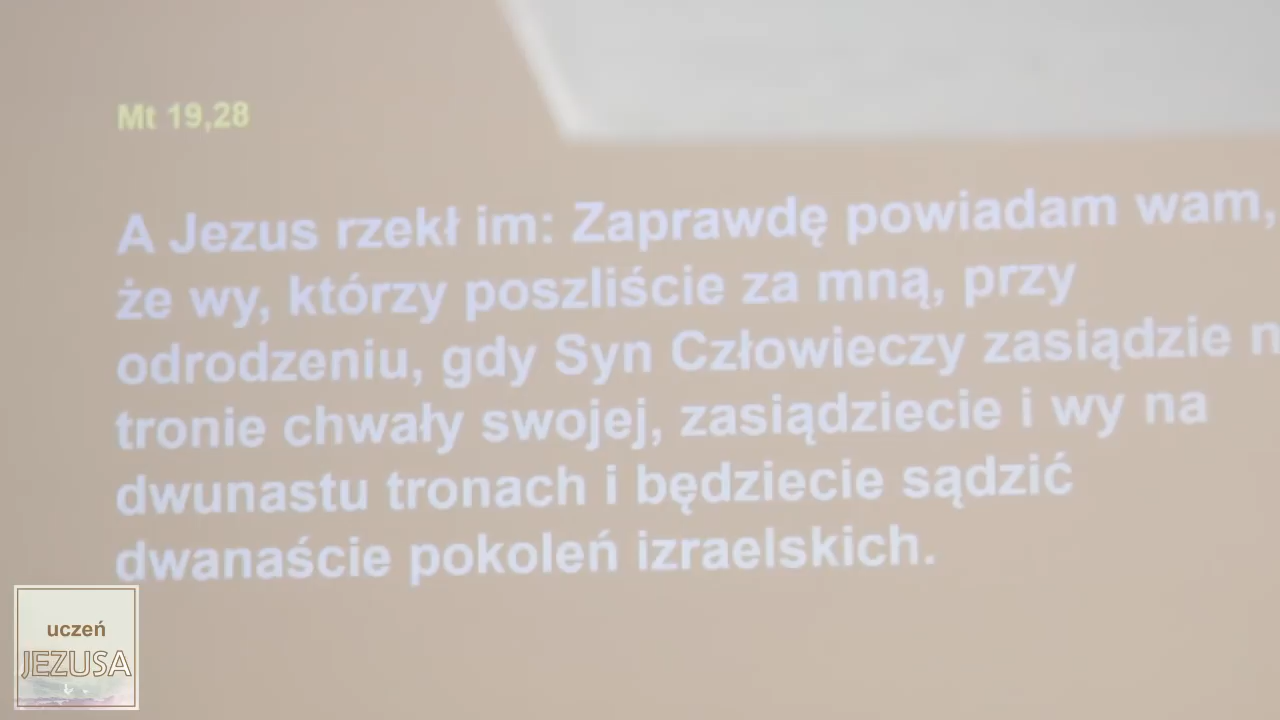 Mt 19,28
A Jezus rzekł im: Zaprawdę powiadam wam,
że wy, którzy poszliście za mną, przy
odrodzeniu, gdy Syn Człowieczy zasiądzie n
tronie chwały swojej, zasiądziecie i wy na
dwunastu tronach i będziecie sądzić
dwanaście pokoleń izraelskich.
uczeń
JEZUSA